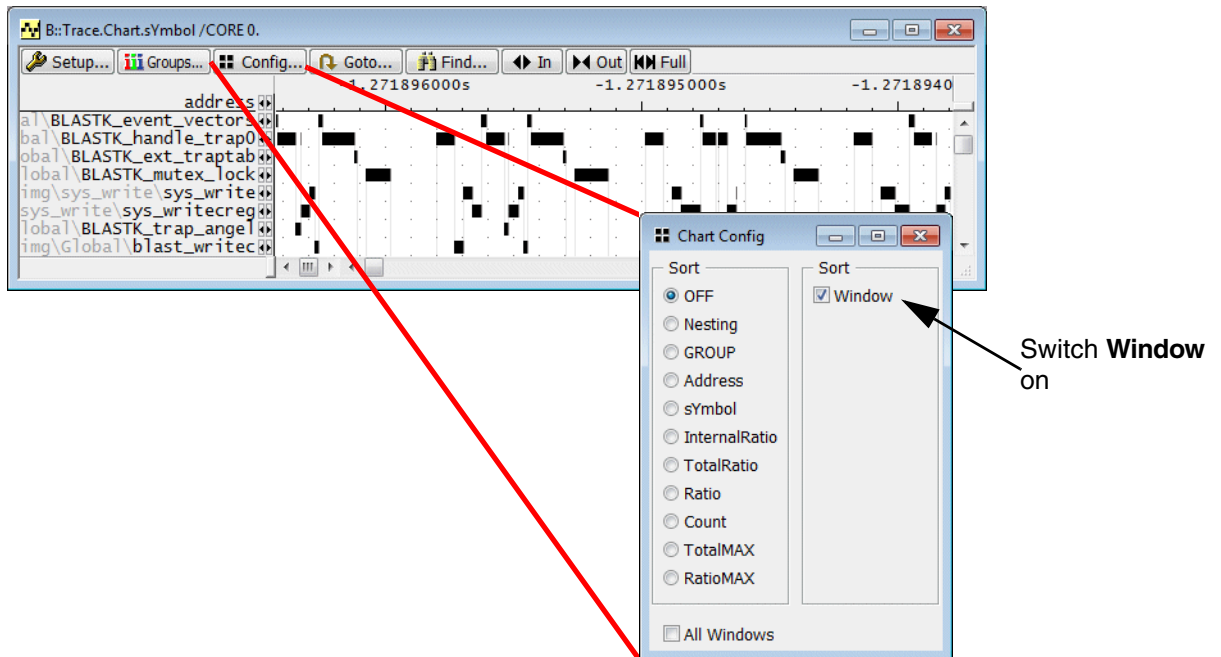 B::Trace.Chart.sYmbol /CORE 0.
Setup... Groups... Config... Goto... Find... In Out Full
-1.271896000s -1.271895000s -1.2718940
address
al\BLASTK_event_vectors
bal\BLASTK_handle_trap0
obal\BLASTK_ext_traptab
lobal\BLASTK_mutex_lock
img\sys_write\sys_write
sys_write\sys_writecreg
lobal\BLASTK_trap_angel
img\Global\blast_writec
Chart Config
Sort
OFF
Nesting
GROUP
Address
sYmbol
InternalRatio
TotalRatio
Ratio
Count
TotalMAX
RatioMAX
All Windows
Sort
Window
Switch Window
on